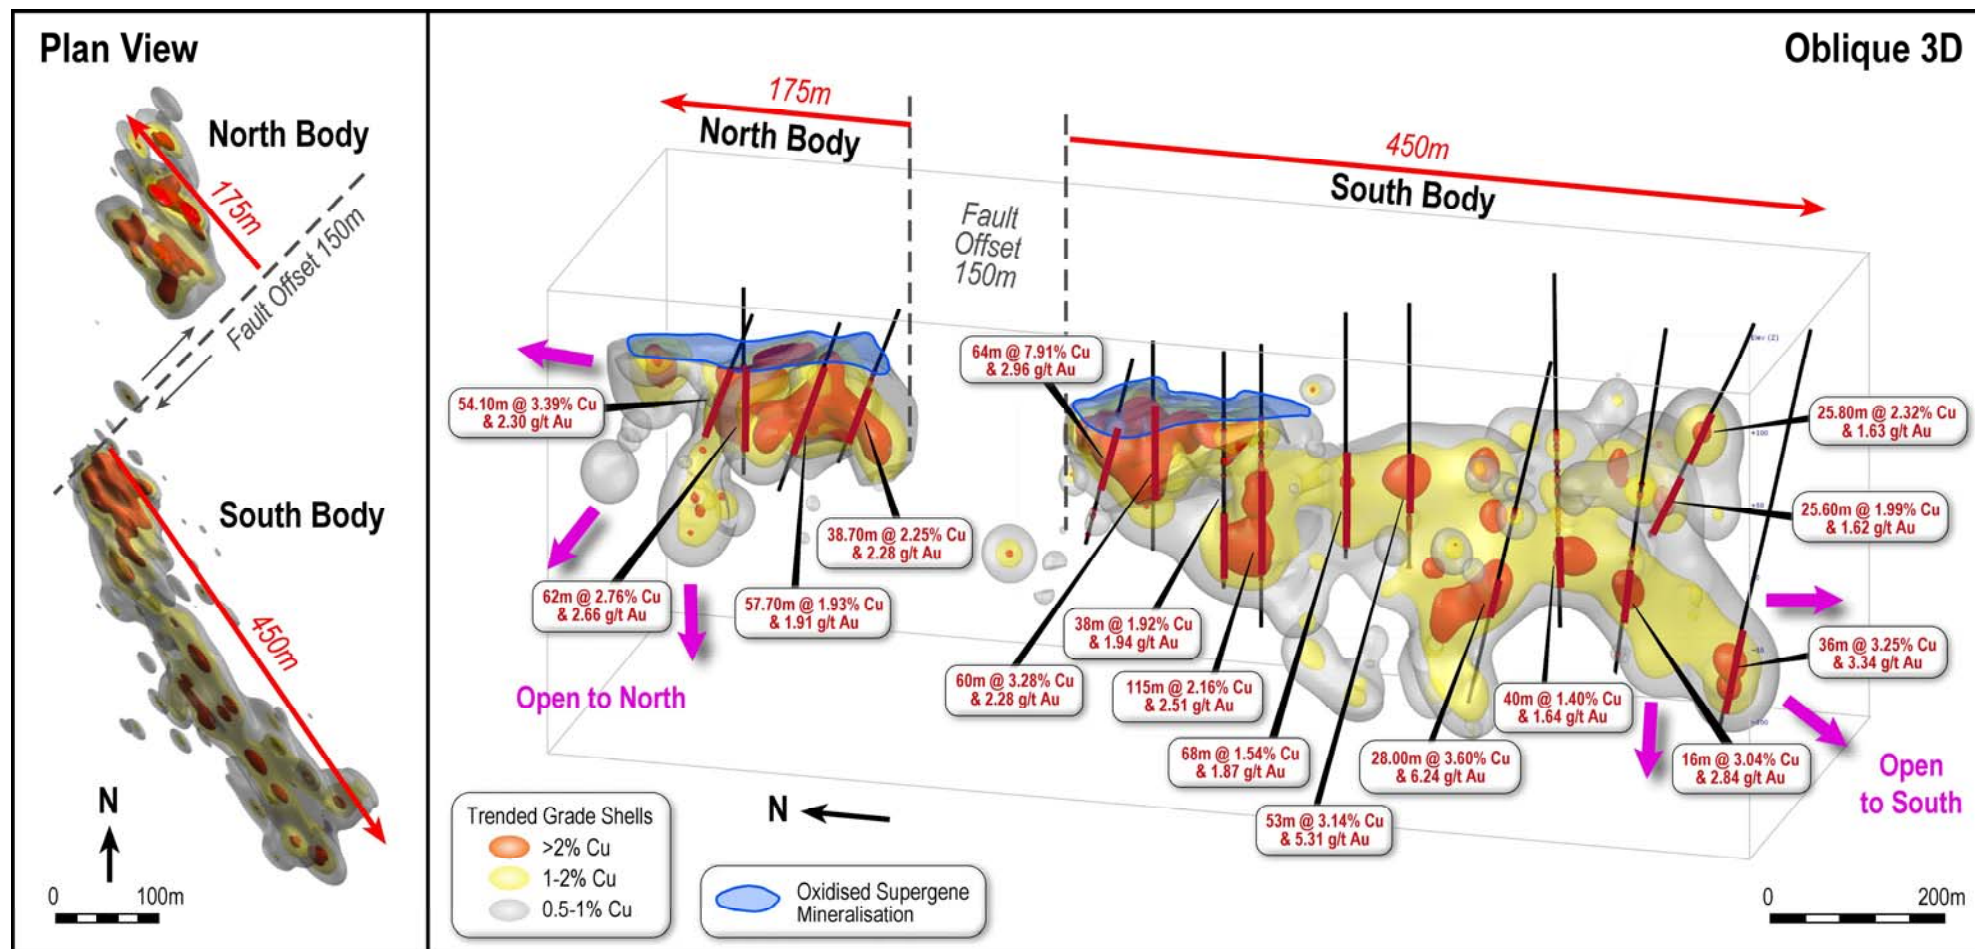 Plan View
North Body
175m
Fault Offset 150m
South Body
450m
N
0 100m
Oblique 3D
175m
North Body
Fault
Offset
150m
450m
South Body
Elev (Z)
+100
+50
64m @ 7.91% Cu
& 2.96 g/t Au
54.10m @ 3.39% Cu
& 2.30 g/t Au
25.80m @ 2.32% Cu
& 1.63 g/t Au
25.60m @ 1.99% Cu
& 1.62 g/t Au
38.70m @ 2.25% Cu
& 2.28 g/t Au
62m @ 2.76% Cu
& 2.66 g/t Au
57.70m @ 1.93% Cu
& 1.91 g/t Au
38m @ 1.92% Cu
& 1.94 g/t Au
36m @ 3.25% Cu
& 3.34 g/t Au
60m @ 3.28% Cu
& 2.28 g/t Au
115m @ 2.16% Cu
& 2.51 g/t Au
40m @ 1.40% Cu
& 1.64 g/t Au
68m @ 1.54% Cu
& 1.87 g/t Au
28.00m @ 3.60% Cu
& 6.24 g/t Au
16m @ 3.04% Cu
& 2.84 g/t Au
53m @ 3.14% Cu
& 5.31 g/t Au
Open to North
Open
to South
N
Trended Grade Shells
>2% Cu
1-2% Cu
0.5-1% Cu
Oxidised Supergene
Mineralisation
0 200m